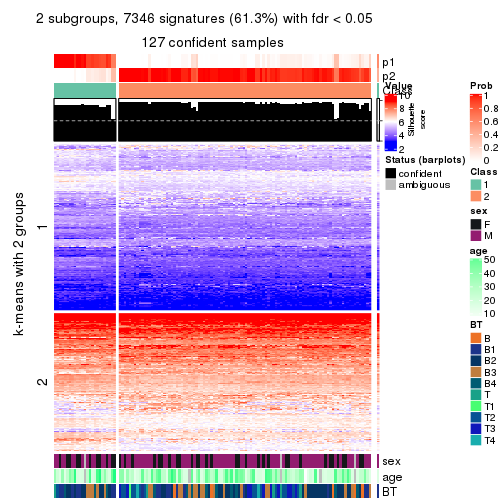 2 subgroups, 7346 signatures (61.3%) with fdr < 0.05
127 confident samples
p1
p2
Class
k-means with 2 groups
1
2
sex
age
BT
Value
10
8
6
4
2
Silhouette
score
Status (barplots)
confident
ambiguous
Prob
1
0.8
0.6
0.4
0.2
0
Class
1
2
sex
F
M
age
50
40
30
20
10
BT
B
B1
B2
B3
B4
T
T1
T2
T3
T4